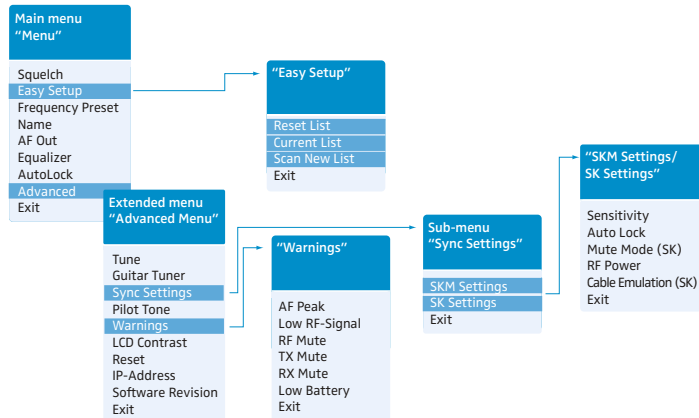 Main menu
“Menu”
Squelch
Easy Setup
Frequency Preset
Name
AF Out
Equalizer
AutoLock
Advanced
Exit
“Easy Setup”
Reset List
Current List
Scan New List
Exit
Extended menu
“Advanced Menu”
Tune
Guitar Tuner
Sync Settings
Pilot Tone
Warnings
LCD Contrast
Reset
IP-Address
Software Revision
Exit
“Warnings”
AF Peak
Low RF-Signal
RF Mute
TX Mute
RX Mute
Low Battery
Exit
Sub-menu
“Sync Settings”
SKM Settings
SK Settings
Exit
“SKM Settings/
SK Settings”
Sensitivity
Auto Lock
Mute Mode (SK)
RF Power
Cable Emulation (SK)
Exit